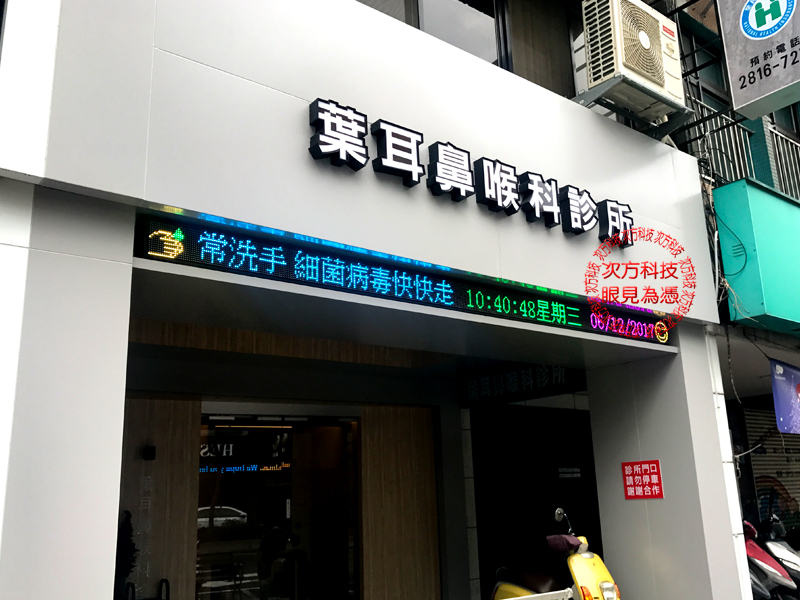 預約電話
2816-72
葉耳鼻喉科診所
常洗手 細菌病毒快快走 10:40:48星期三 06/12/2017
次方科技
眼見為憑
診所門口
請勿停車
謝謝合作